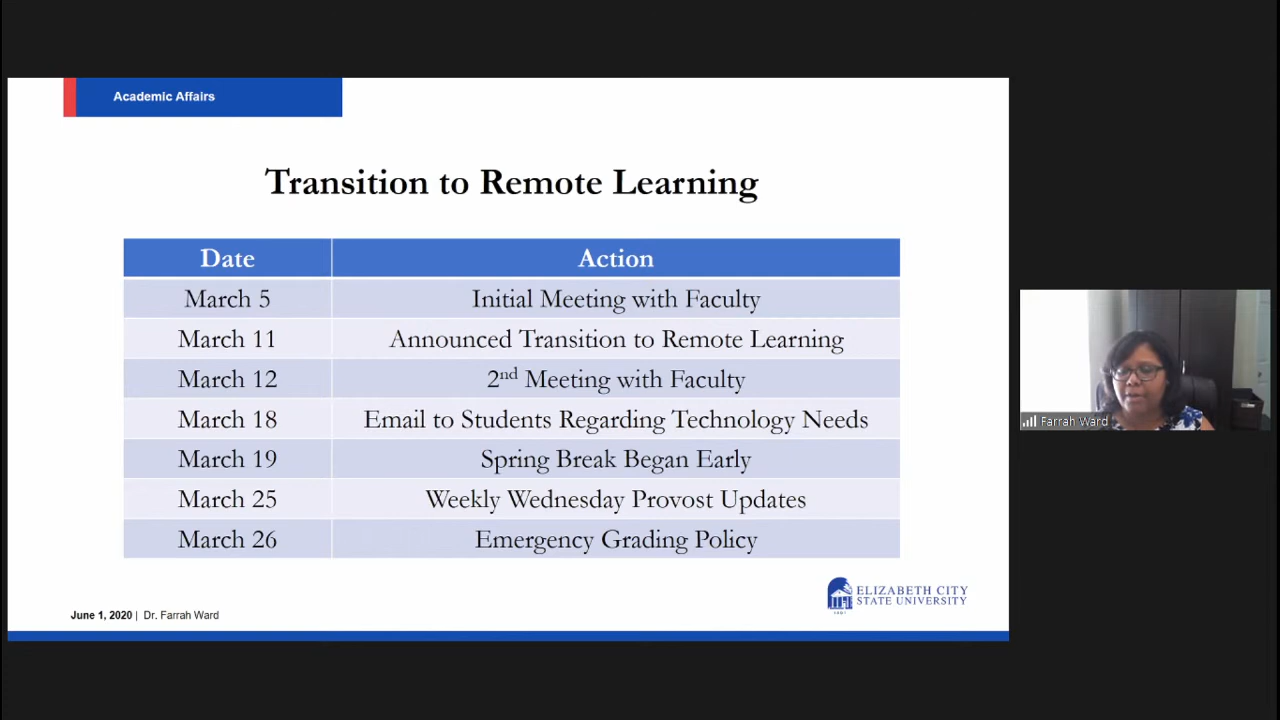 Academic Affairs
Transition to Remote Learning
Date Action
March 5 Initial Meeting with Faculty
March 11 Announced Transition to Remote Learning
March 12 2nd Meeting with Faculty
March 18 Email to Students Regarding Technology Needs
March 19 Spring Break Began Early
March 25 Weekly Wednesday Provost Updates
March 26 Emergency Grading Policy
June 1, 2020 | Dr. Farrah Ward
ELIZABETH CITY
STATE UNIVERSITY
Farrah Ward